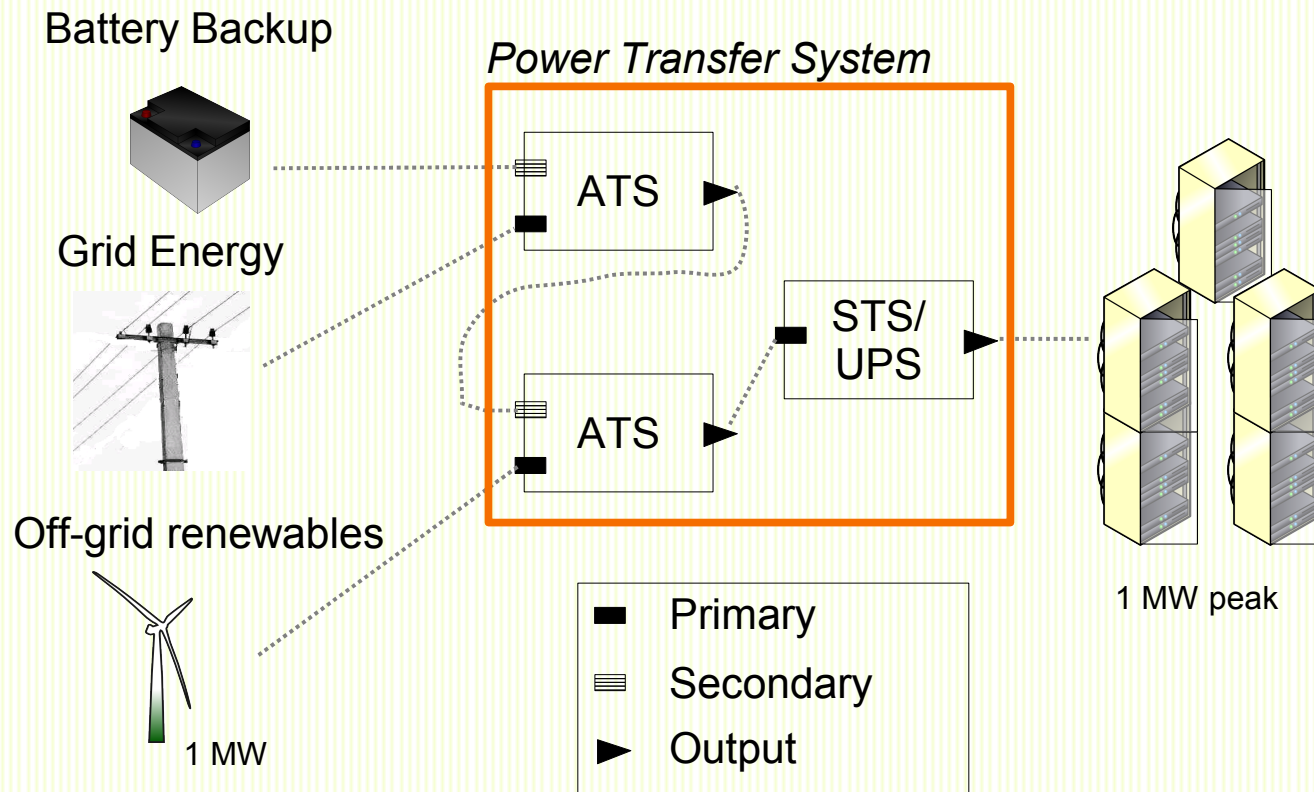 Battery Backup
Power Transfer System
ATS
Grid Energy
STS/
UPS
ATS
Off-grid renewables
1 MW
1 MW peak
Primary
Secondary
Output